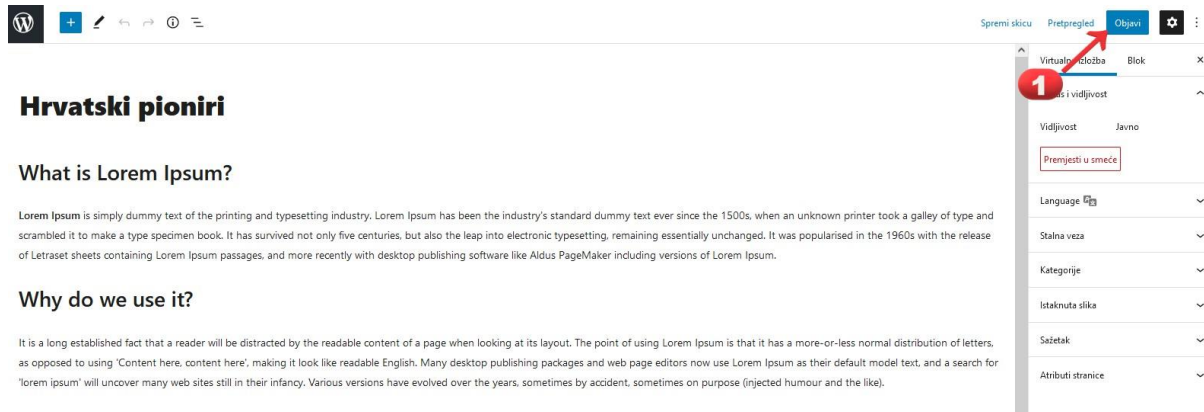 Spremi skicu Pretpregled Objavi
Virtualna izložba Blok
1
s i vidljivost
Vidljivost Javno
Premjesti u smeće
Language
Stalna veza
Kategorije
Istaknuta slika
Sažetak
Atributi stranice
Hrvatski pioniri
What is Lorem Ipsum?
Lorem Ipsum is simply dummy text of the printing and typesetting industry. Lorem Ipsum has been the industry's standard dummy text ever since the 1500s, when an unknown printer took a galley of type and
scrambled it to make a type specimen book. It has survived not only five centuries, but also the leap into electronic typesetting, remaining essentially unchanged. It was popularised in the 1960s with the release
of Letraset sheets containing Lorem Ipsum passages, and more recently with desktop publishing software like Aldus PageMaker including versions of Lorem Ipsum.
Why do we use it?
It is a long established fact that a reader will be distracted by the readable content of a page when looking at its layout. The point of using Lorem Ipsum is that it has a more-or-less normal distribution of letters,
as opposed to using 'Content here, content here', making it look like readable English. Many desktop publishing packages and web page editors now use Lorem Ipsum as their default model text, and a search for
'lorem ipsum' will uncover many web sites still in their infancy. Various versions have evolved over the years, sometimes by accident, sometimes on purpose (injected humour and the like).